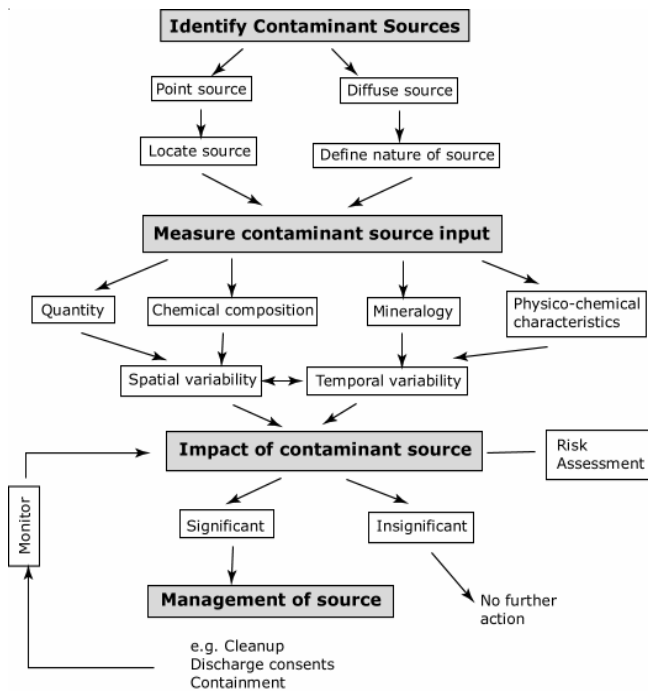 Identify Contaminant Sources
Point source
Diffuse source
Locate source
Define nature of source
Measure contaminant source input
Quantity
Chemical composition
Mineralogy
Physico-chemical
characteristics
Spatial variability
Temporal variability
Impact of contaminant source
Risk
Assessment
Monitor
Significant
Insignificant
Management of source
No further
action
e.g. Cleanup
Discharge consents
Containment